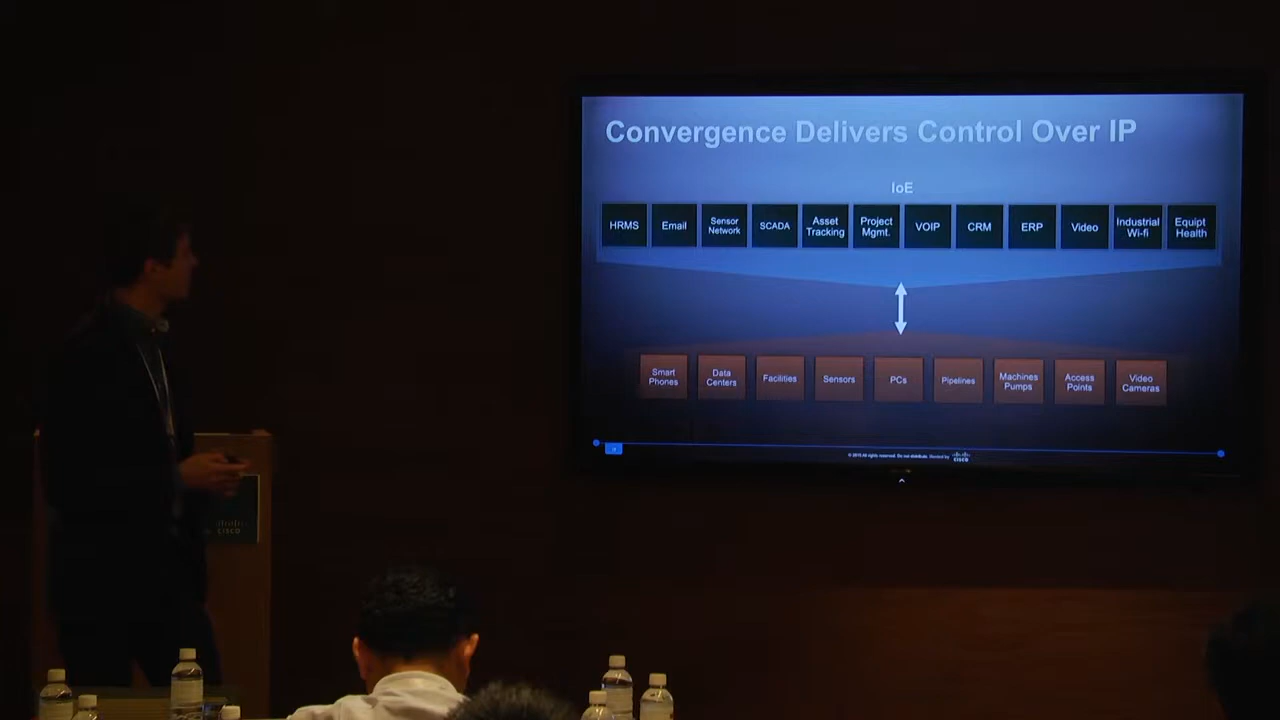 Convergence Delivers Control Over IP
IoE
HRMS
Email
Sensor
Network
SCADA
Asset
Tracking
Project
Mgmt.
VOIP
CRM
ERP
Video
Industrial
Wi-fi
Equipt
Health
Smart
Phones
Data
Centers
Facilities
Sensors
PCs
Pipelines
Machines
Pumps
Access
Points
Video
Cameras
CISCO
CISCO